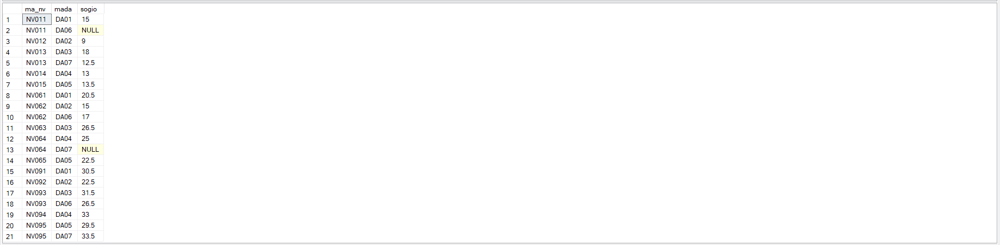 ma_nv mada sogio
1 NV011 DA01 15
2 NV011 DA06 NULL
3 NV012 DA02 9
4 NV013 DA03 18
5 NV013 DA07 12.5
6 NV014 DA04 13
7 NV015 DA05 13.5
8 NV061 DA01 20.5
9 NV062 DA02 15
10 NV062 DA06 17
11 NV063 DA03 26.5
12 NV064 DA04 25
13 NV064 DA07 NULL
14 NV065 DA05 22.5
15 NV091 DA01 30.5
16 NV092 DA02 22.5
17 NV093 DA03 31.5
18 NV093 DA06 26.5
19 NV094 DA04 33
20 NV095 DA05 29.5
21 NV095 DA07 33.5